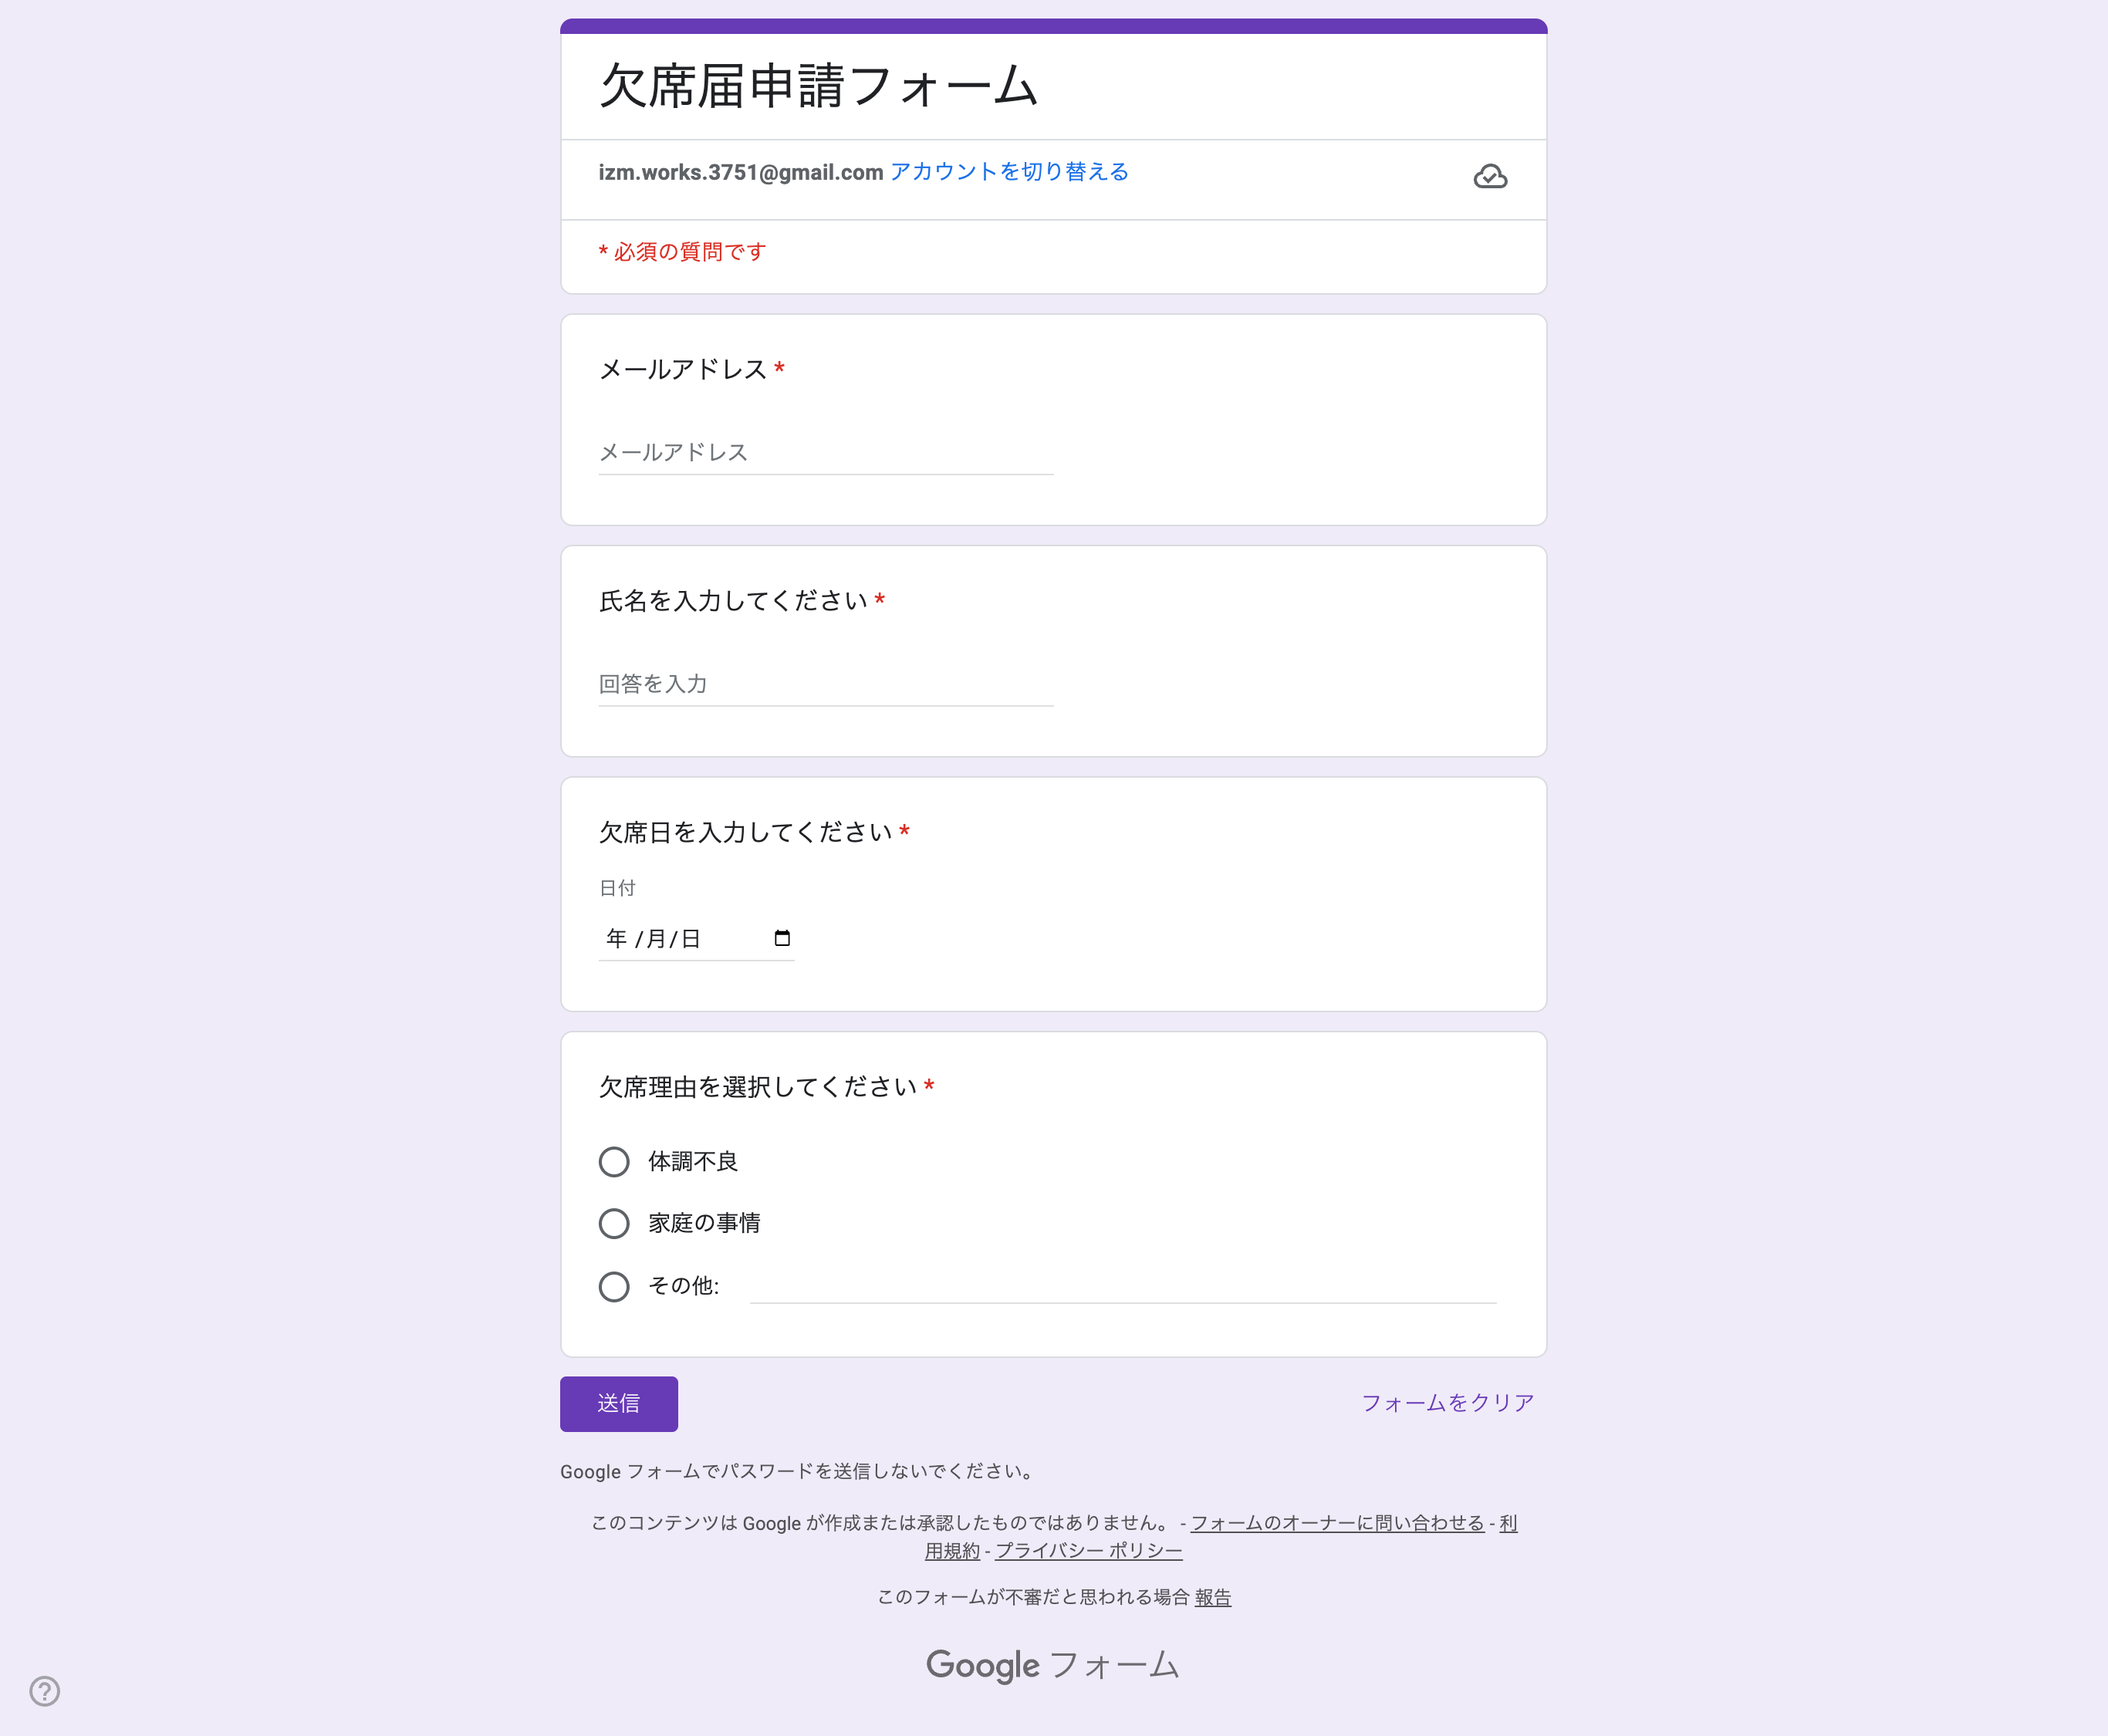 欠席届申請フォーム
izm.works.3751@gmail.com アカウントを切り替える
* 必須の質問です
メールアドレス *
メールアドレス
氏名を入力してください *
回答を入力
欠席日を入力してください *
日付
年 /月/日
欠席理由を選択してください *
体調不良
家庭の事情
その他:
送信 フォームをクリア
Google フォームでパスワードを送信しないでください。
このコンテンツは Google が作成または承認したものではありません。 - フォームのオーナーに問い合わせる - 利
用規約 - プライバシー ポリシー
このフォームが不審だと思われる場合 報告
Google フォーム